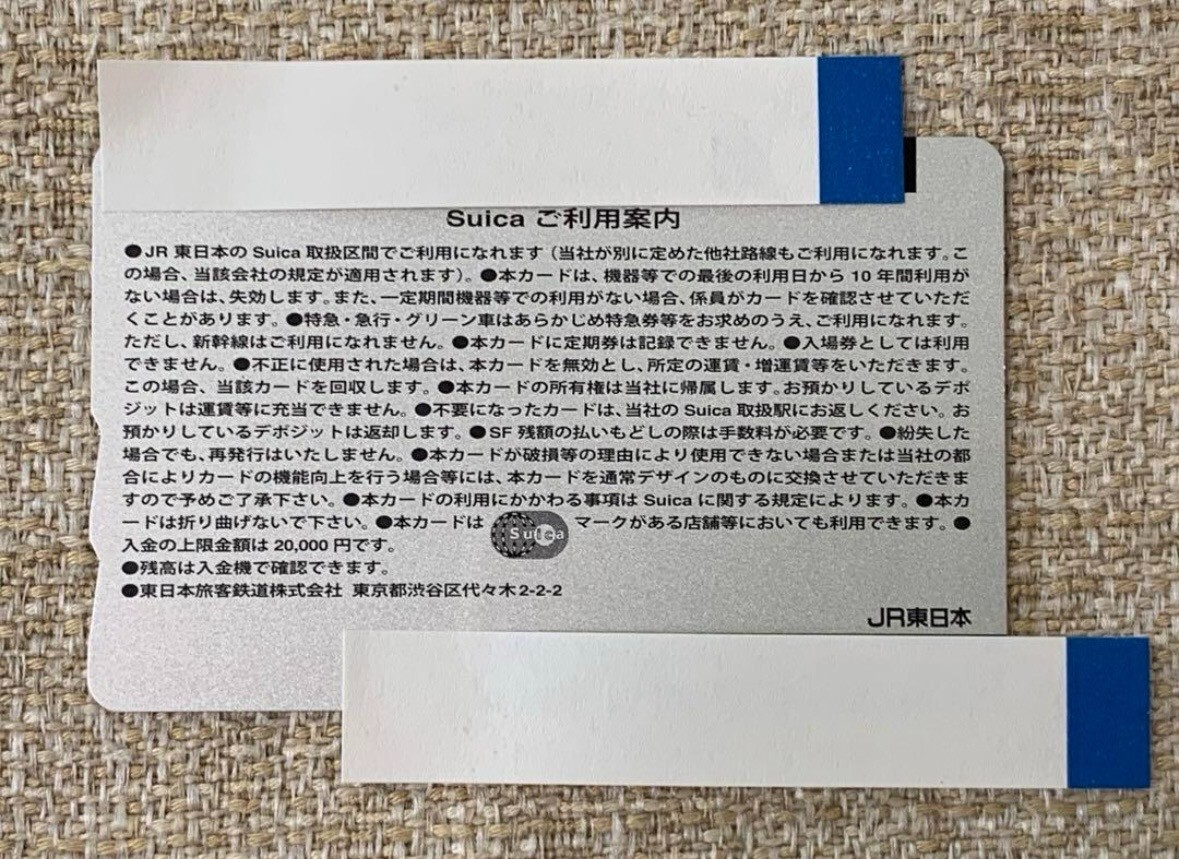 Suica ご利用案内
●JR 東日本の Suica 取扱区間でご利用になれます（当社が別に定めた他社路線もご利用になれます。こ
の場合、当該会社の規定が適用されます）。●本カードは、機器等での最後の利用日から 10 年間利用が
ない場合は、失効します。また、一定期間機器等での利用がない場合、係員がカードを確認させていただ
くことがあります。●特急・急行・グリーン車はあらかじめ特急券等をお求めのうえ、ご利用になれます。
ただし、新幹線はご利用になれません。●本カードに定期券は記録できません。●入場券としては利用
できません。●不正に使用された場合は、本カードを無効とし、所定の運賃・増運賃等をいただきます。
この場合、当該カードを回収します。●本カードの所有権は当社に帰属します。お預かりしているデポ
ジットは運賃等に充当できません。●不要になったカードは、当社の Suica 取扱駅にお返しください。お
預かりしているデポジットは返却します。●SF 残額の払いもどしの際は手数料が必要です。●紛失した
場合でも、再発行はいたしません。●本カードが破損等の理由により使用できない場合または当社の都
合によりカードの機能向上を行う場合等には、本カードを通常デザインのものに交換させていただきま
すので予めご了承下さい。●本カードの利用にかかわる事項は Suica に関する規定によります。●本カ
ードは折り曲げないで下さい。●本カードは Suica マークがある店舗等においても利用できます。●
入金の上限金額は 20,000 円です。
●残高は入金機で確認できます。
●東日本旅客鉄道株式会社 東京都渋谷区代々木2-2-2
JR東日本